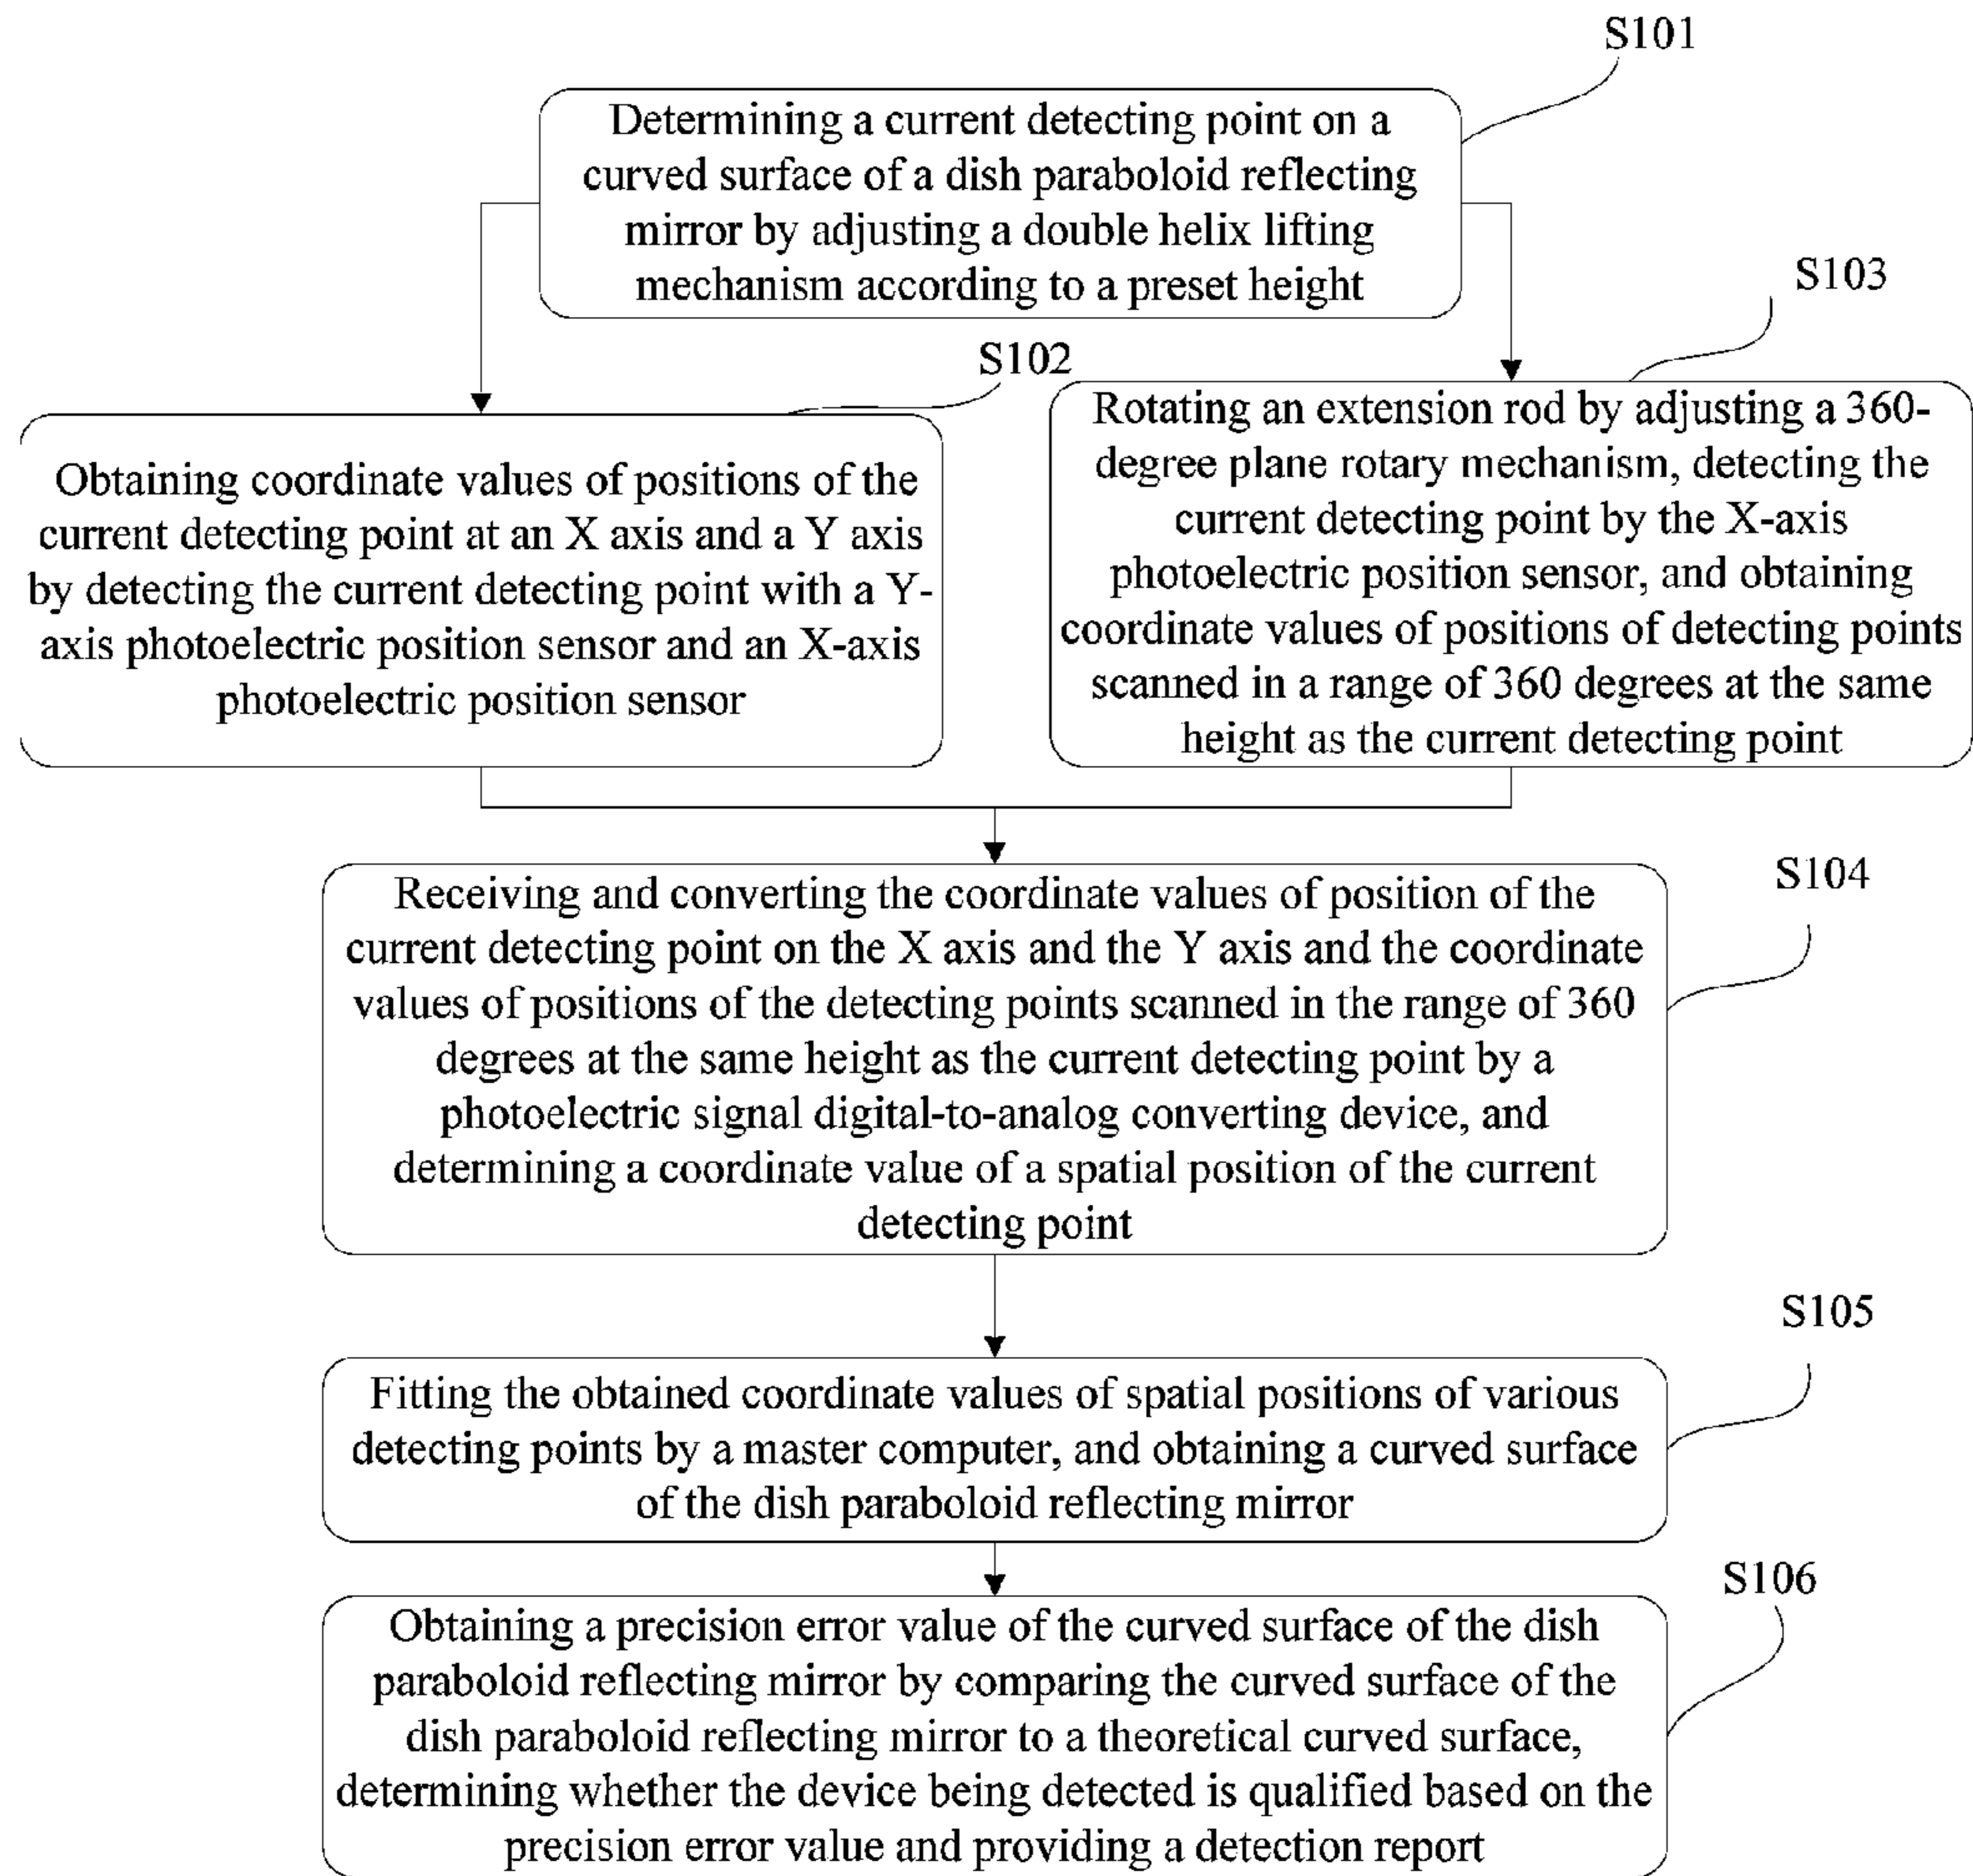 S101
Determining a current detecting point on a
curved surface of a dish paraboloid reflecting
mirror by adjusting a double helix lifting
mechanism according to a preset height
S102
Obtaining coordinate values of positions of the
current detecting point at an X axis and a Y axis
by detecting the current detecting point with a Y-
axis photoelectric position sensor and an X-axis
photoelectric position sensor
S103
Rotating an extension rod by adjusting a 360-
degree plane rotary mechanism, detecting the
current detecting point by the X-axis
photoelectric position sensor, and obtaining
coordinate values of positions of detecting points
scanned in a range of 360 degrees at the same
height as the current detecting point
S104
Receiving and converting the coordinate values of position of the
current detecting point on the X axis and the Y axis and the coordinate
values of positions of the detecting points scanned in the range of 360
degrees at the same height as the current detecting point by a
photoelectric signal digital-to-analog converting device, and
determining a coordinate value of a spatial position of the current
detecting point
S105
Fitting the obtained coordinate values of spatial positions of various
detecting points by a master computer, and obtaining a curved surface
of the dish paraboloid reflecting mirror
S106
Obtaining a precision error value of the curved surface of the dish
paraboloid reflecting mirror by comparing the curved surface of the
dish paraboloid reflecting mirror to a theoretical curved surface,
determining whether the device being detected is qualified based on the
precision error value and providing a detection report